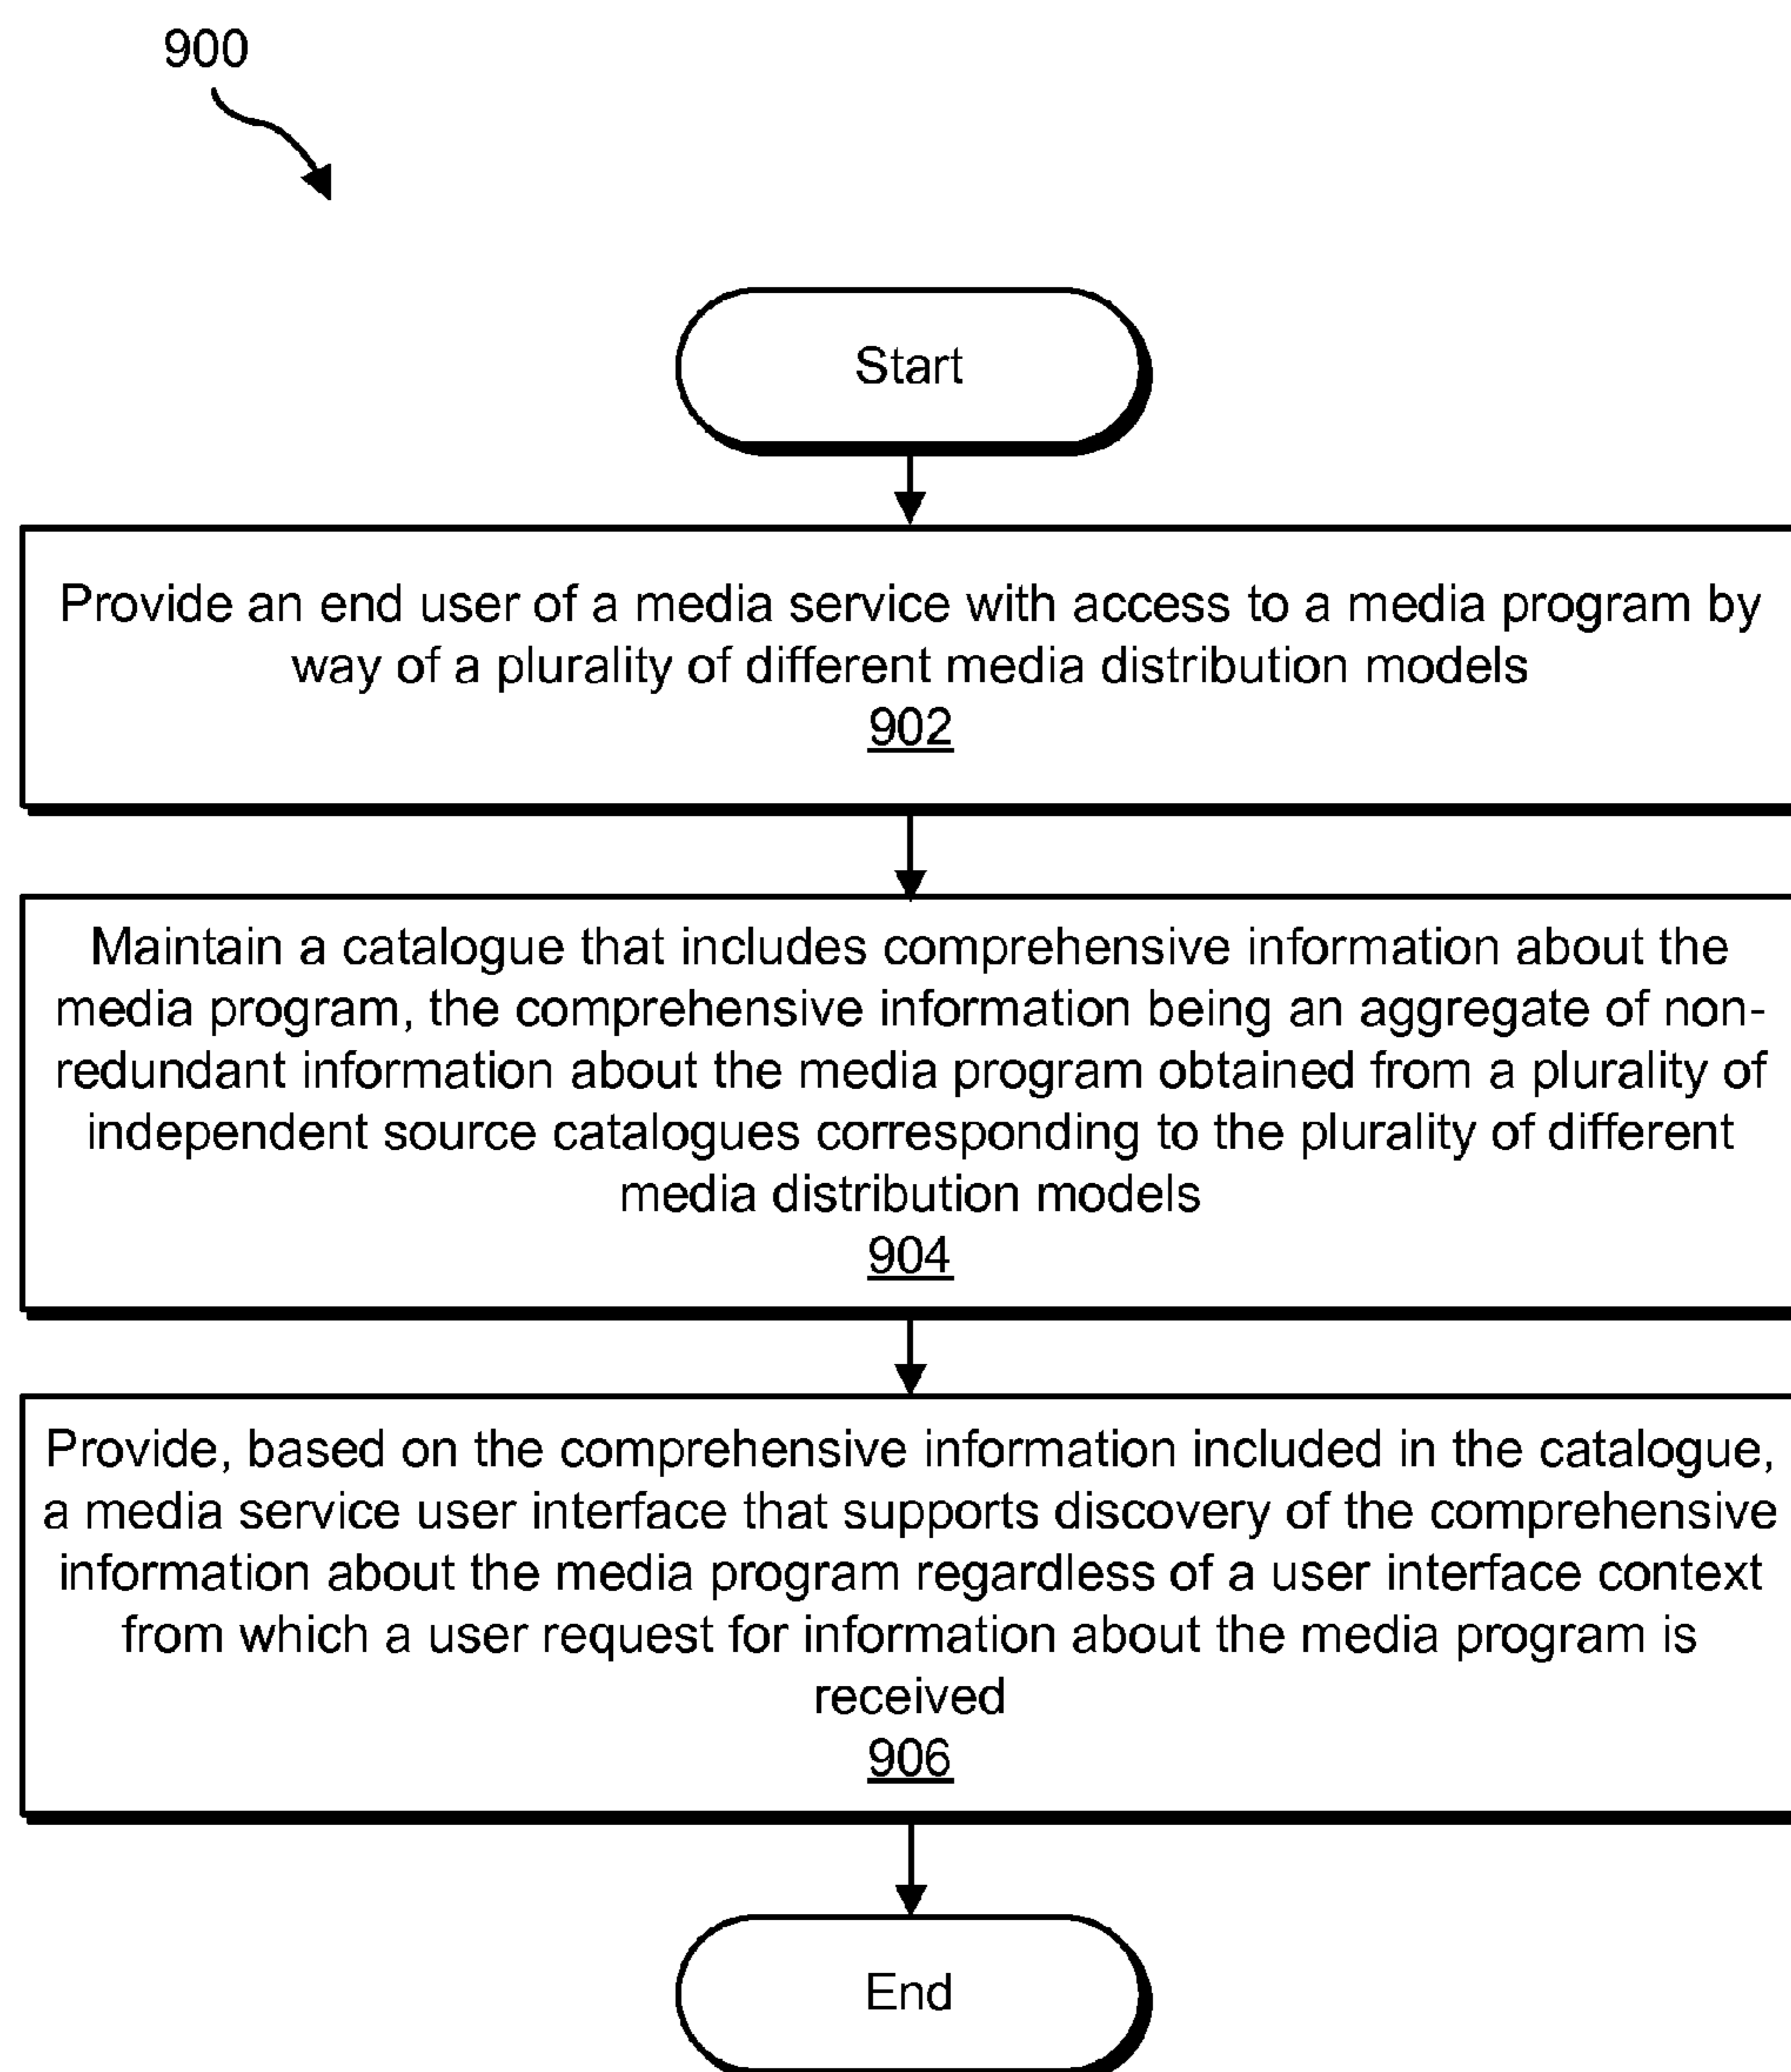 900
Start
Provide an end user of a media service with access to a media program by
way of a plurality of different media distribution models
902
Maintain a catalogue that includes comprehensive information about the
media program, the comprehensive information being an aggregate of non-
redundant information about the media program obtained from a plurality of
independent source catalogues corresponding to the plurality of different
media distribution models
904
Provide, based on the comprehensive information included in the catalogue,
a media service user interface that supports discovery of the comprehensive
information about the media program regardless of a user interface context
from which a user request for information about the media program is
received
906
End